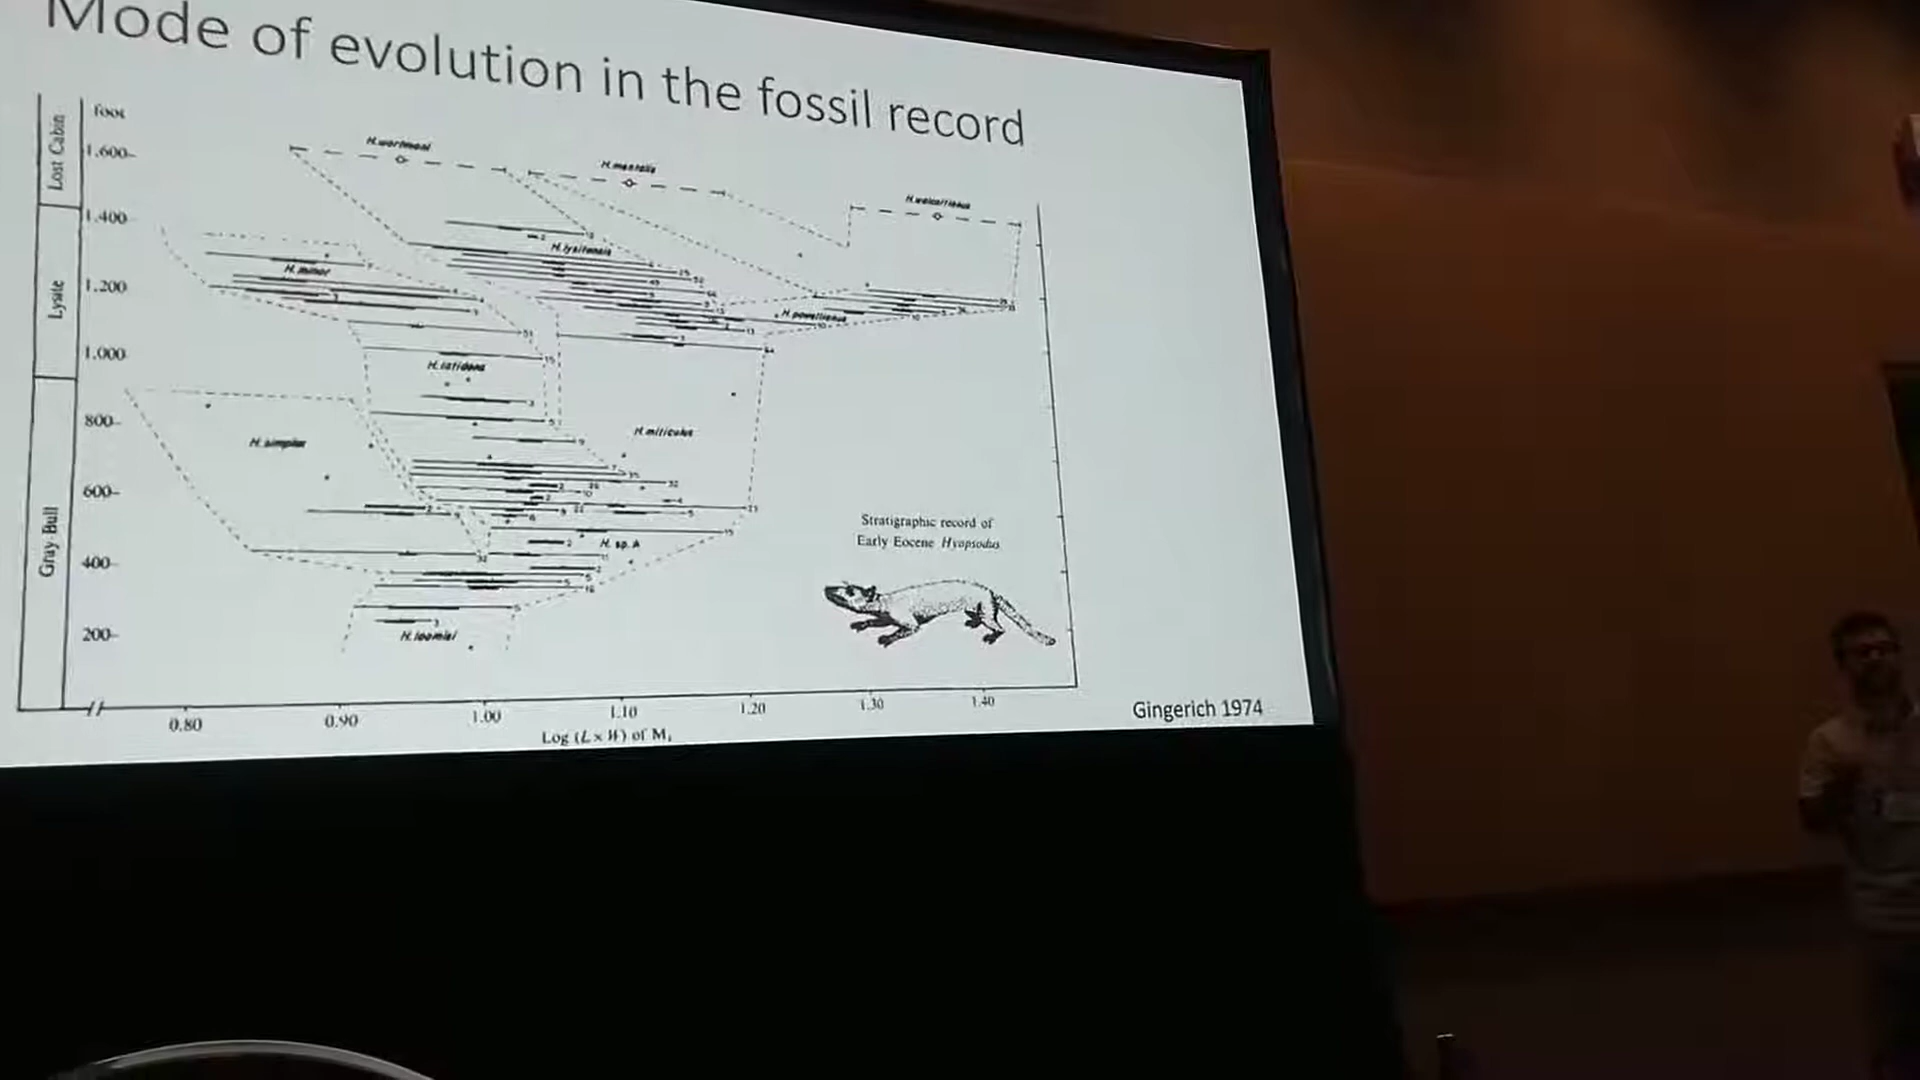 Mode of evolution in the fossil record
foot
Lost Cabin
1,600
H.wortmani
H.mentalis
H.walcottianus
1.400
H.lysitensis
H. minor
Lysite
1.200
H.powellianus
1.000
H.latidens
800
H.simplex
H.miticulus
600
Gray Bull
Stratigraphic record of
Early Eocene Hyopsodus
H. sp. A
400
200
H. loomisi
0.80
0.90
1.00
1.10
1.20
1.30
1.40
Log (L x W) of M₁
Gingerich 1974